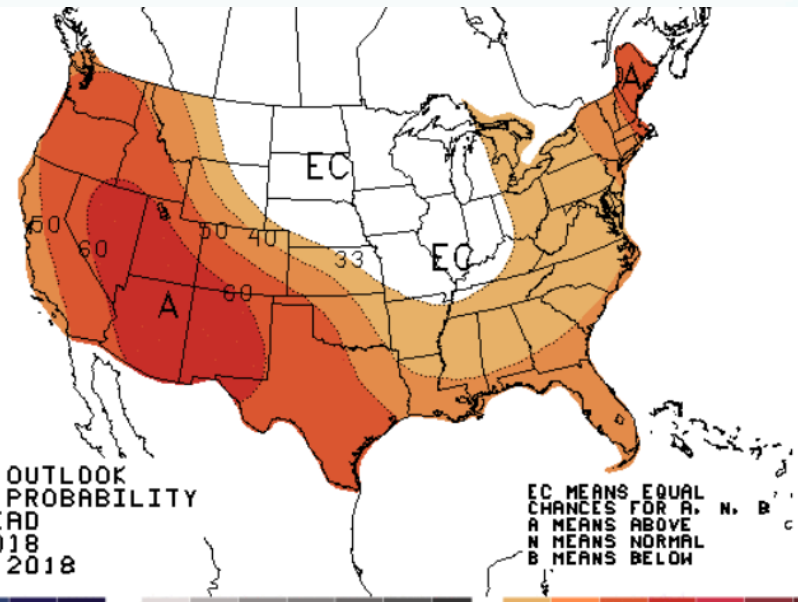 A
EC
50
60
50
40
33
EC
60
A
OUTLOOK
PROBABILITY
EAD
018
2018
EC MEANS EQUAL
CHANCES FOR A, N, B
A MEANS ABOVE
N MEANS NORMAL
B MEANS BELOW